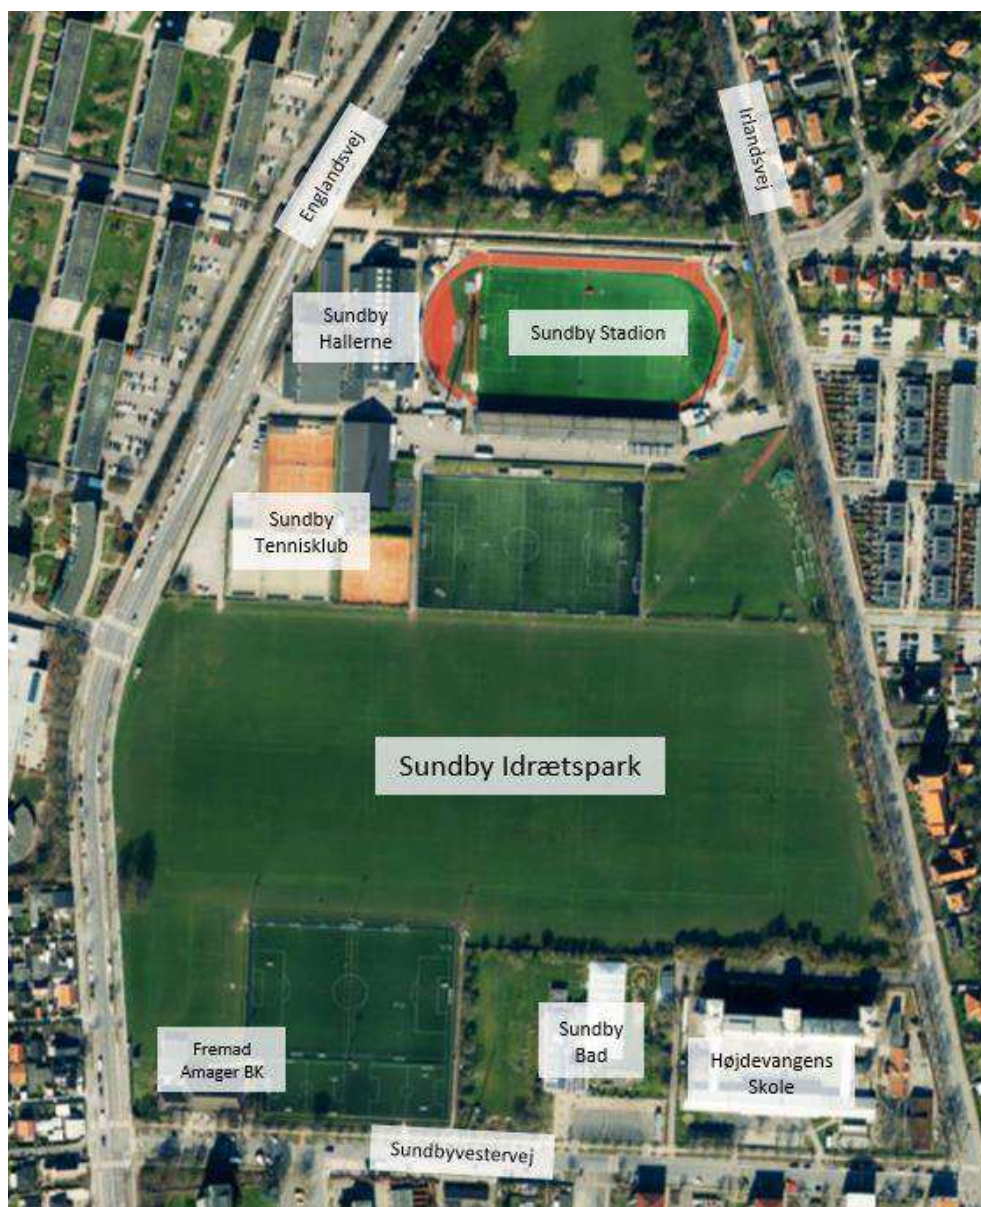 Englandsvej
Irlandsvej
Sundby
Hallerne
Sundby Stadion
Sundby
Tennisklub
Sundby Idrætspark
Fremad
Amager BK
Sundby
Bad
Højdevangens
Skole
Sundbyvestervej